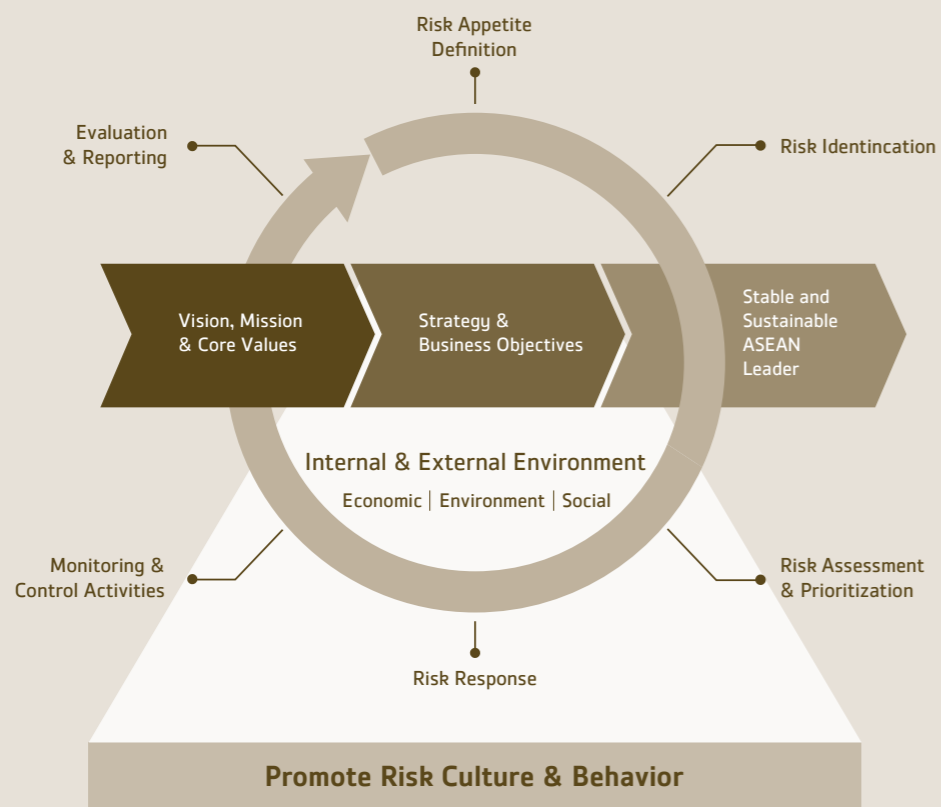 Risk Appetite
Definition
Evaluation
& Reporting
Risk Identincation
Vision, Mission
& Core Values
Strategy &
Business Objectives
Stable and
Sustainable
ASEAN
Leader
Internal & External Environment
Economic | Environment | Social
Monitoring &
Control Activities
Risk Assessment
& Prioritization
Risk Response
Promote Risk Culture & Behavior